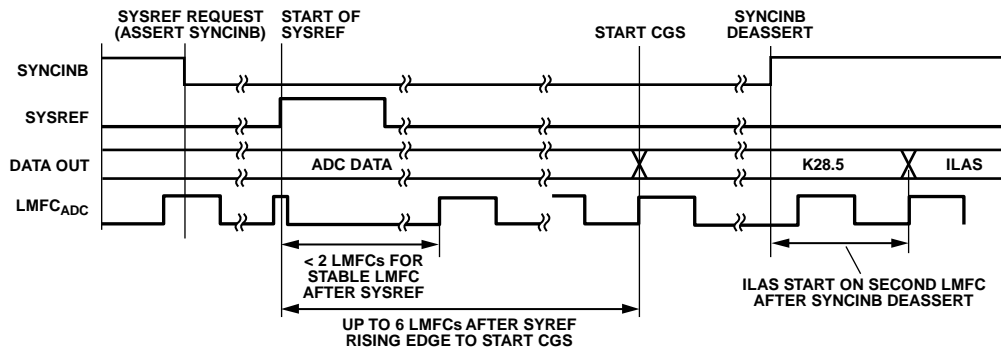 SYSREF REQUEST
(ASSERT SYNCINB)
START OF
SYSREF
START CGS
SYNCINB
DEASSERT
SYNCINB
SYSREF
DATA OUT
ADC DATA
K28.5
ILAS
LMFCADC
< 2 LMFCs FOR
STABLE LMFC
AFTER SYSREF
ILAS START ON SECOND LMFC
AFTER SYNCINB DEASSERT
UP TO 6 LMFCs AFTER SYREF
RISING EDGE TO START CGS